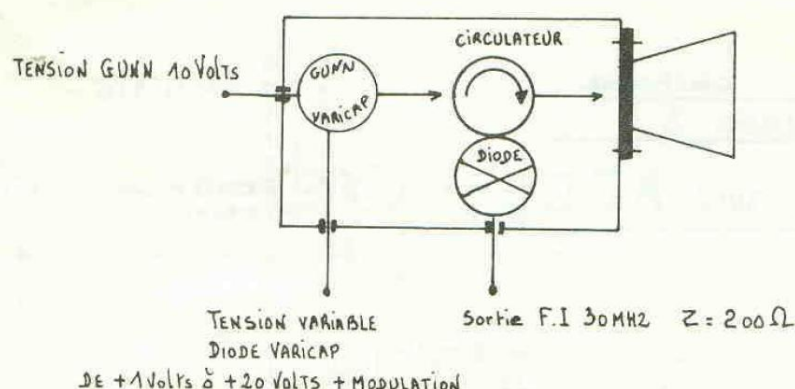 CIRCULATEUR
TENSION GUNN 10 VOLTS
GUNN
VARICAP
DIODE
TENSION VARIABLE
DIODE VARICAP
DE +1 Volts à +20 VOLTS + MODULATION
Sortie F.I 30 MHZ Z = 200 Ω